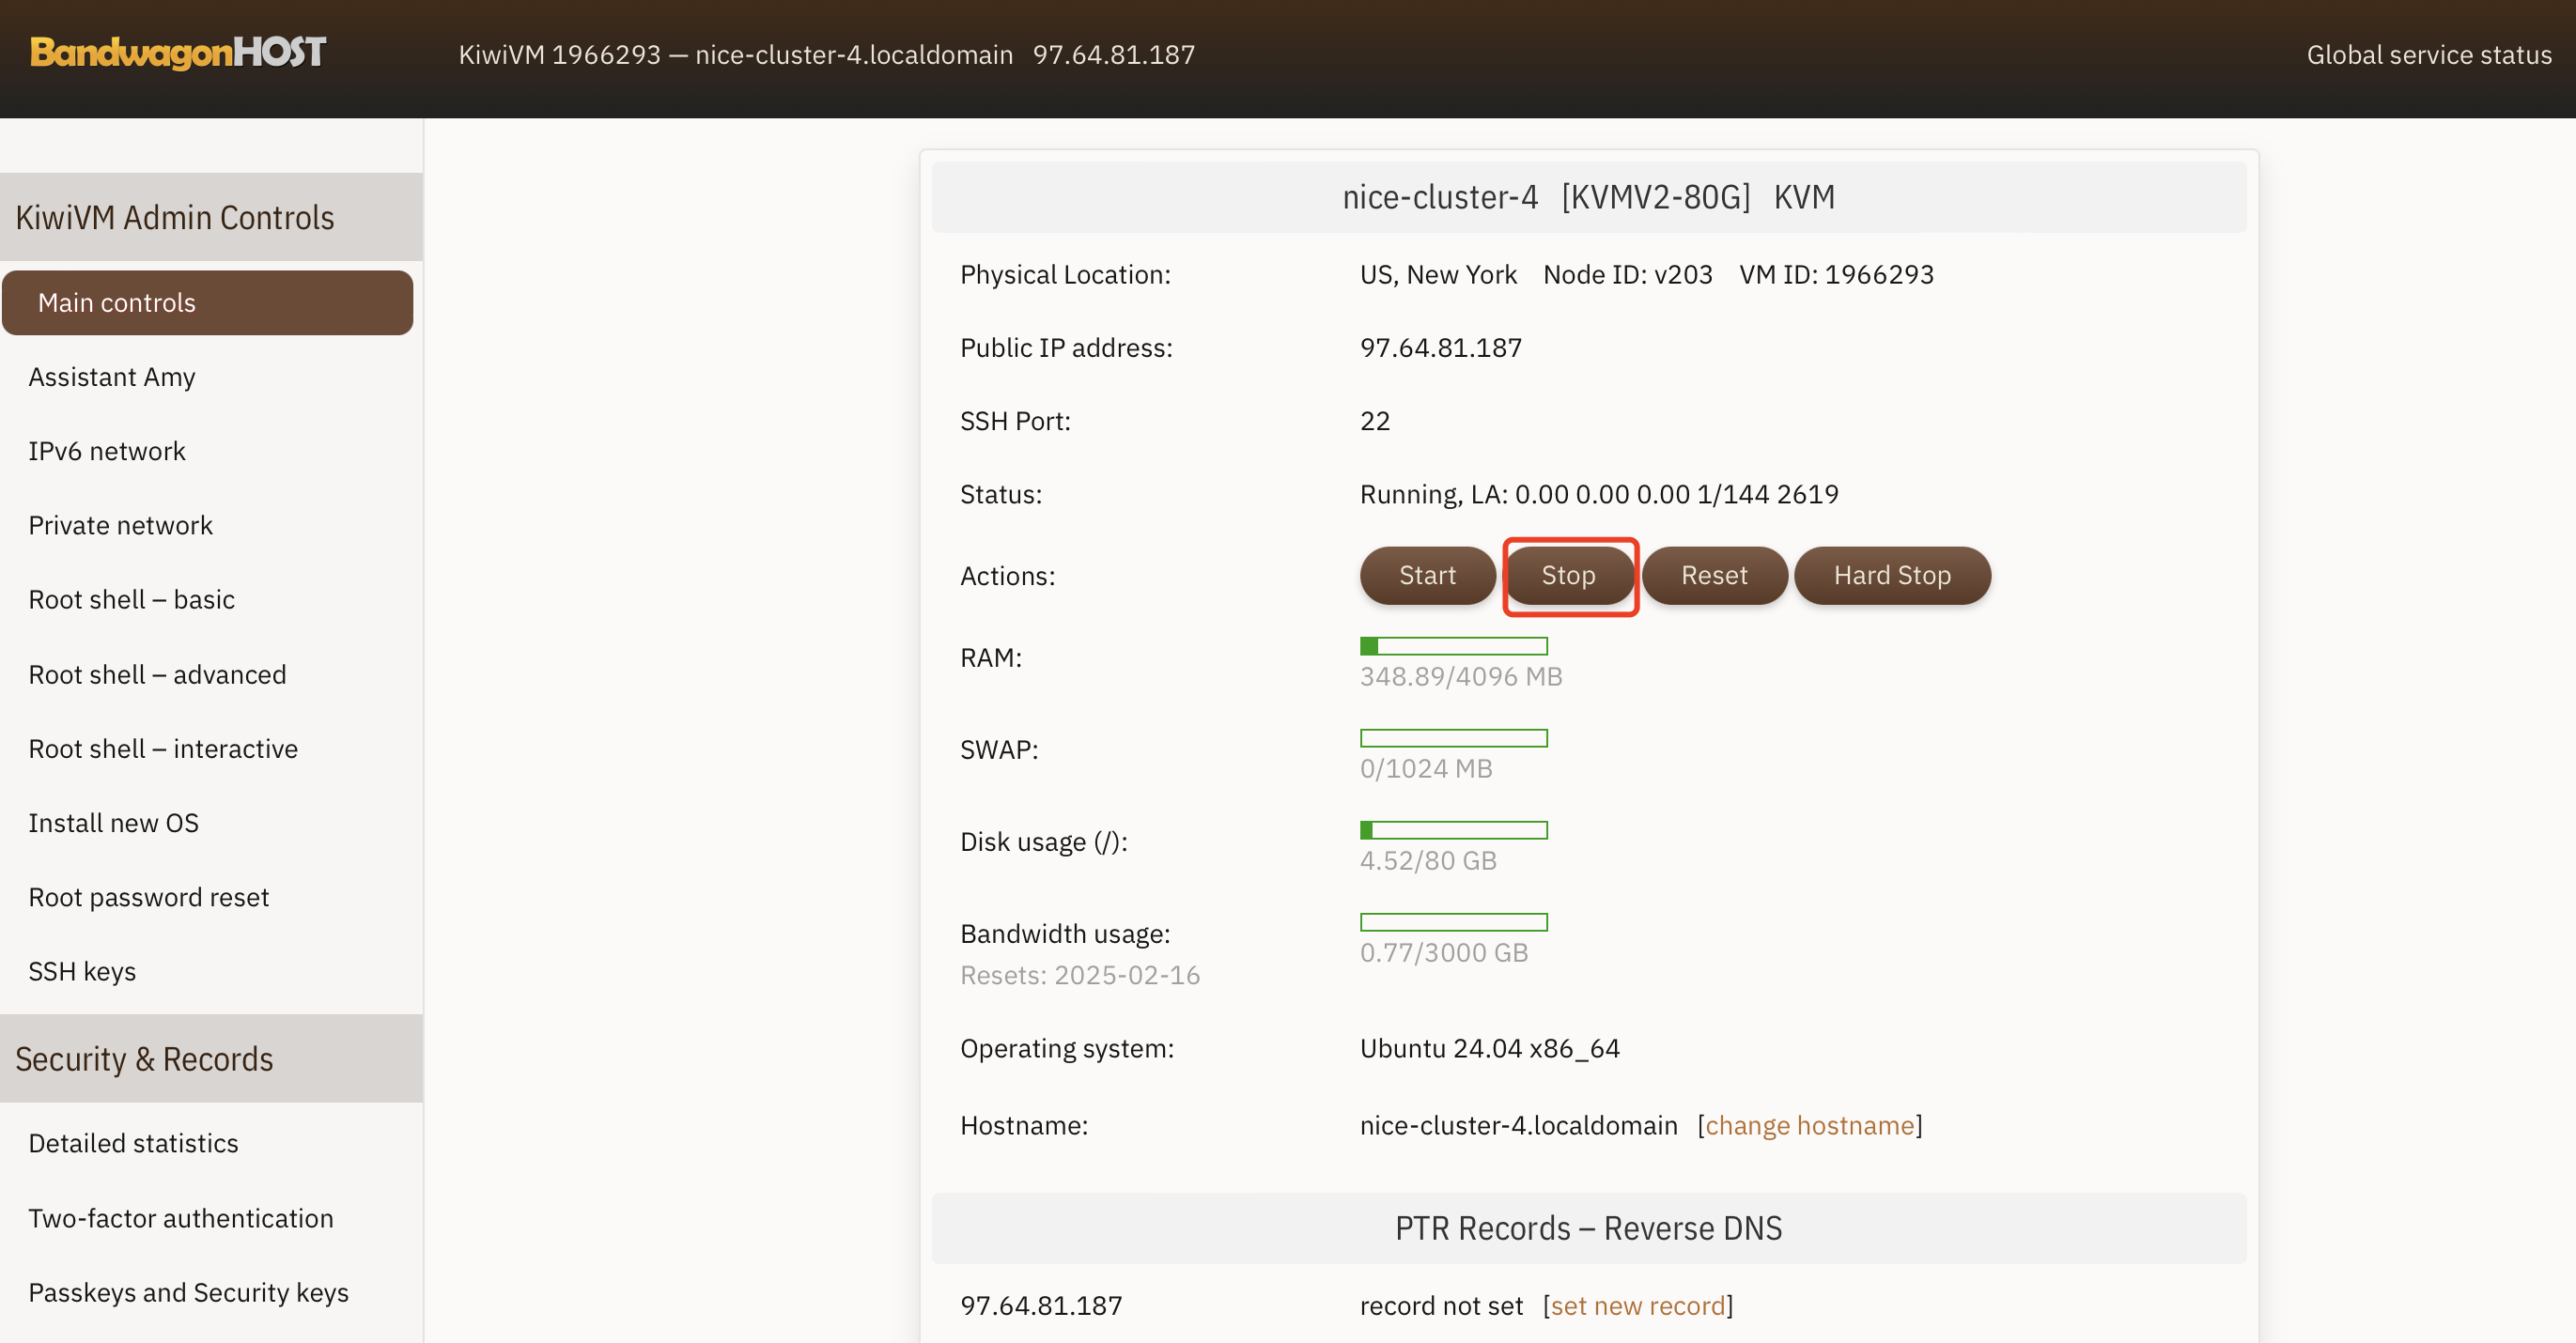 BandwagonHOST
KiwiVM 1966293 — nice-cluster-4.localdomain 97.64.81.187
Global service status
KiwiVM Admin Controls
Main controls
Assistant Amy
IPv6 network
Private network
Root shell – basic
Root shell – advanced
Root shell – interactive
Install new OS
Root password reset
SSH keys
Security & Records
Detailed statistics
Two-factor authentication
Passkeys and Security keys
nice-cluster-4 [KVMV2-80G] KVM
Physical Location: US, New York Node ID: v203 VM ID: 1966293
Public IP address: 97.64.81.187
SSH Port: 22
Status: Running, LA: 0.00 0.00 0.00 1/144 2619
Actions: Start Stop Reset Hard Stop
RAM: 348.89/4096 MB
SWAP: 0/1024 MB
Disk usage (/): 4.52/80 GB
Bandwidth usage: 0.77/3000 GB
Resets: 2025-02-16
Operating system: Ubuntu 24.04 x86_64
Hostname: nice-cluster-4.localdomain [change hostname]
PTR Records – Reverse DNS
97.64.81.187 record not set [set new record]